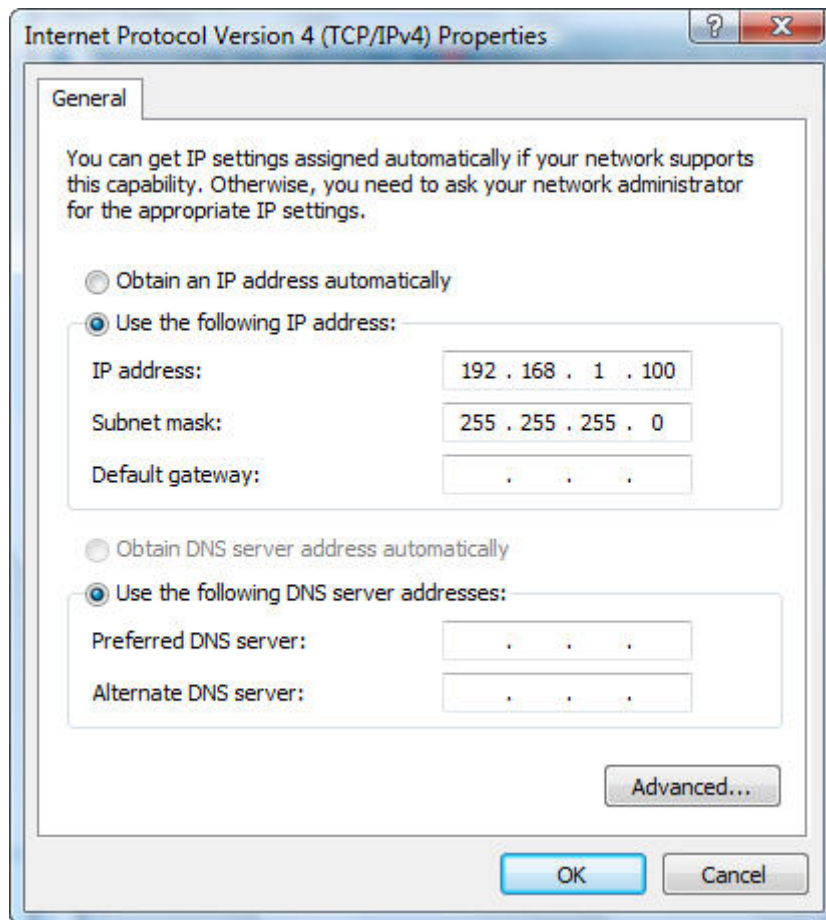 Internet Protocol Version 4 (TCP/IPv4) Properties
?
X
General
You can get IP settings assigned automatically if your network supports
this capability. Otherwise, you need to ask your network administrator
for the appropriate IP settings.
Obtain an IP address automatically
Use the following IP address:
IP address: 192 . 168 . 1 . 100
Subnet mask: 255 . 255 . 255 . 0
Default gateway: . . .
Obtain DNS server address automatically
Use the following DNS server addresses:
Preferred DNS server: . . .
Alternate DNS server: . . .
Advanced...
OK Cancel